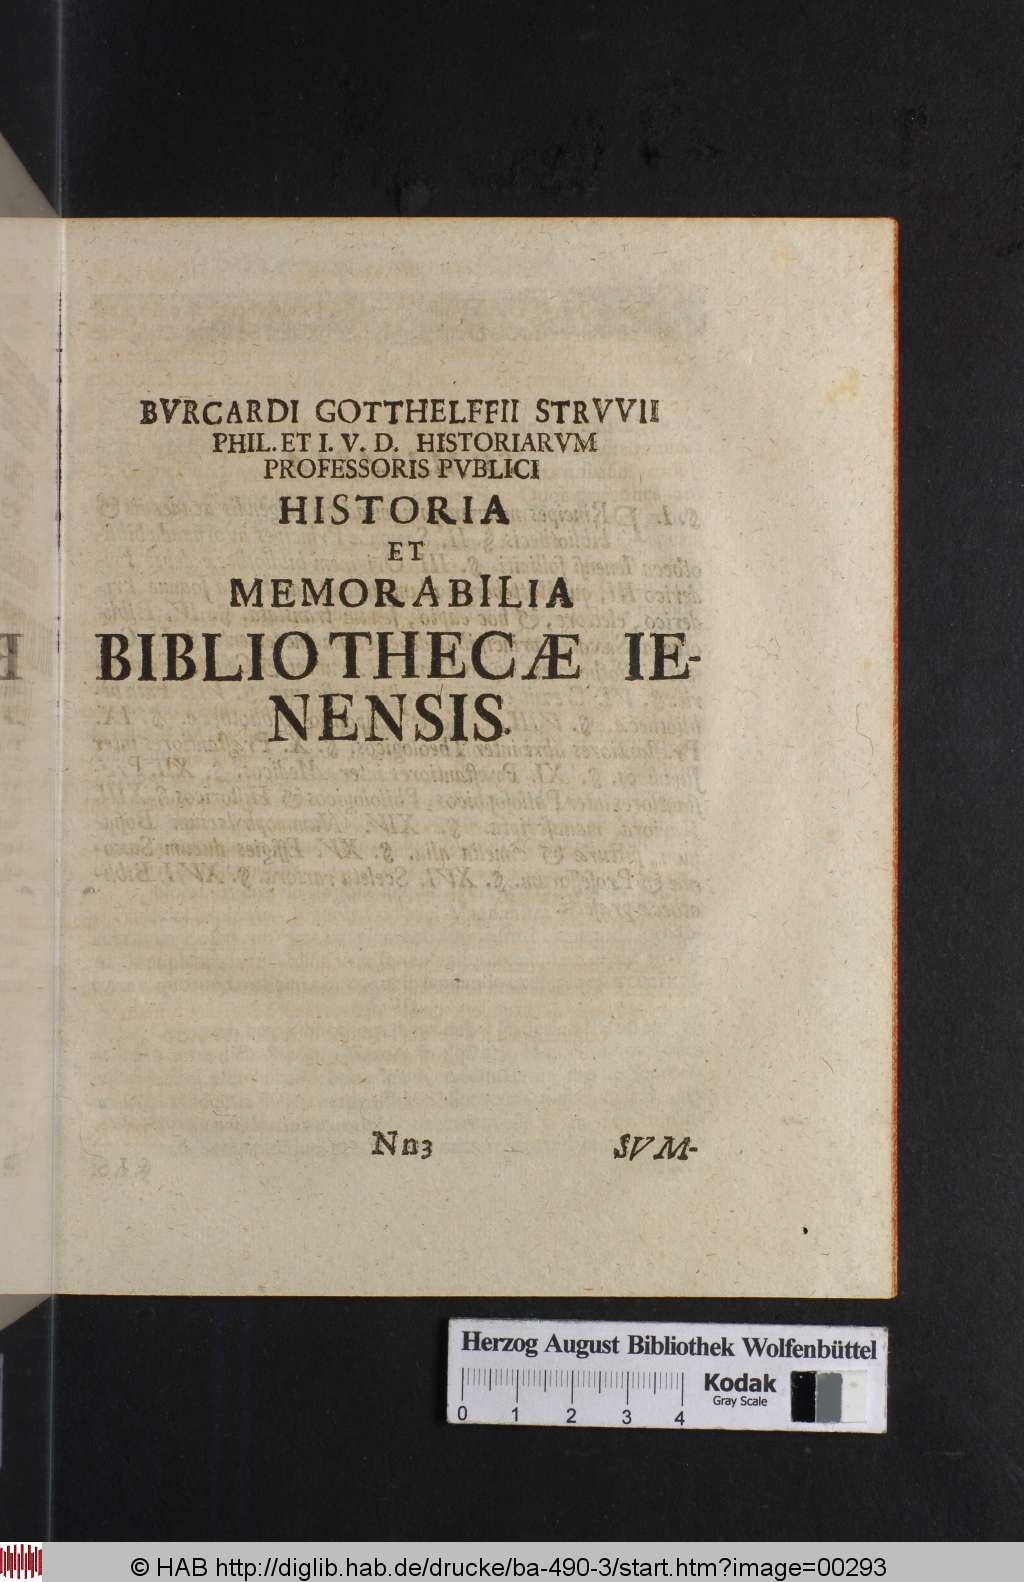 BVRCARDI GOTTHELFFII STRVVII
PHIL. ET I. V. D. HISTORIARVM
PROFESSORIS PVBLICI
HISTORIA
ET
MEMORABILIA
BIBLIOTHECÆ IE-
NENSIS.
Nn3 SVM-
Herzog August Bibliothek Wolfenbüttel
Kodak
Gray Scale
0 1 2 3 4
© HAB http://diglib.hab.de/drucke/ba-490-3/start.htm?image=00293